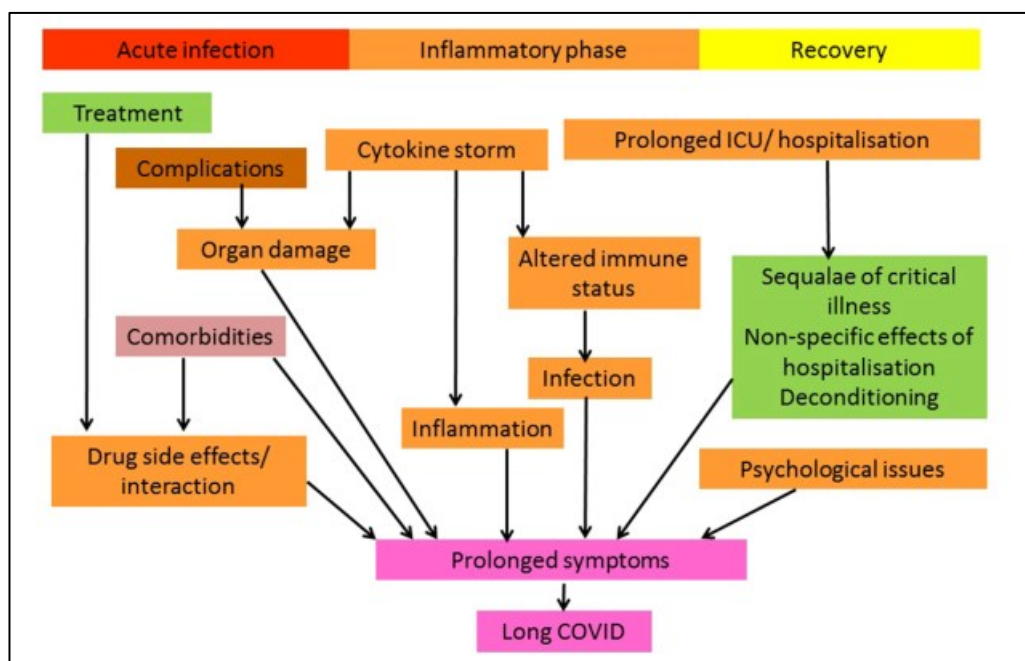 Acute infection
Inflammatory phase
Recovery
Treatment
Cytokine storm
Prolonged ICU/ hospitalisation
Complications
Organ damage
Altered immune
status
Sequalae of critical
illness
Non-specific effects of
hospitalisation
Deconditioning
Comorbidities
Infection
Inflammation
Drug side effects/
interaction
Psychological issues
Prolonged symptoms
Long COVID